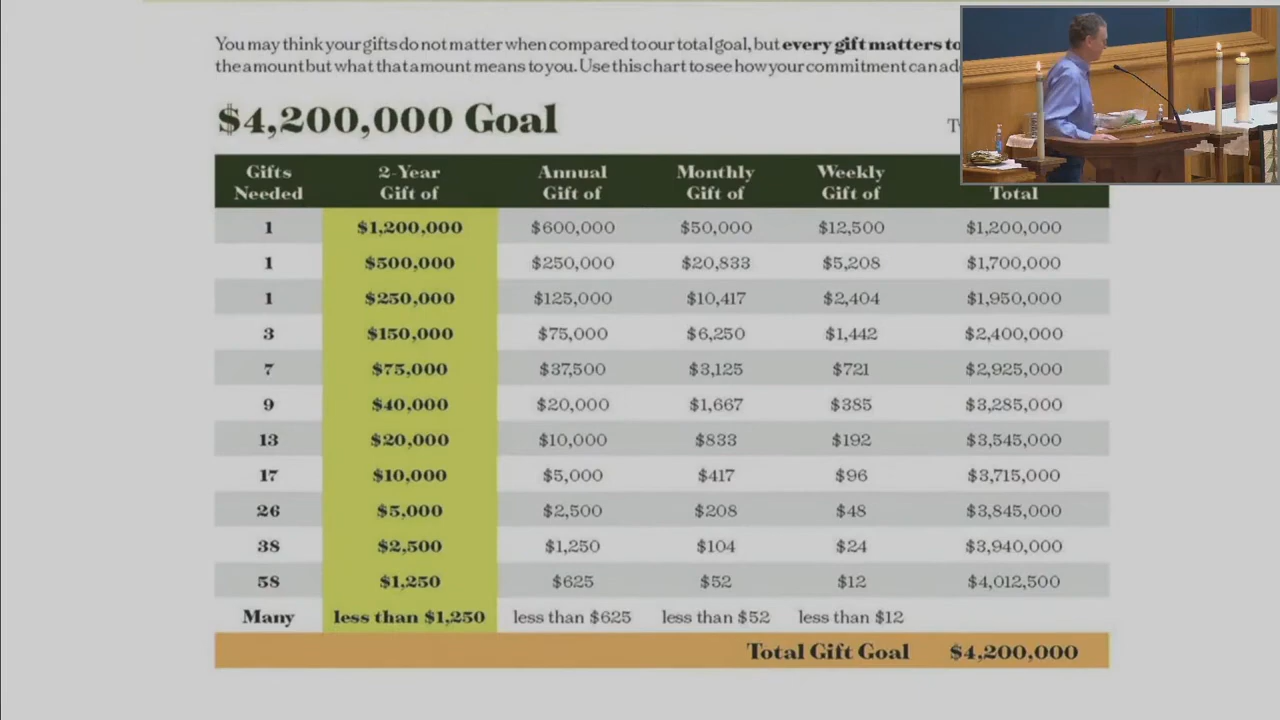 You may think your gifts do not matter when compared to our total goal, but every gift matters to
the amount but what that amount means to you. Use this chart to see how your commitment can
$4,200,000 Goal
Gifts Needed 2-Year Gift of Annual Gift of Monthly Gift of Weekly Gift of Total
1 $1,200,000 $600,000 $50,000 $12,500 $1,200,000
1 $500,000 $250,000 $20,833 $5,208 $1,700,000
1 $250,000 $125,000 $10,417 $2,404 $1,950,000
3 $150,000 $75,000 $6,250 $1,442 $2,400,000
7 $75,000 $37,500 $3,125 $721 $2,925,000
9 $40,000 $20,000 $1,667 $385 $3,285,000
13 $20,000 $10,000 $833 $192 $3,545,000
17 $10,000 $5,000 $417 $96 $3,715,000
26 $5,000 $2,500 $208 $48 $3,845,000
38 $2,500 $1,250 $104 $24 $3,940,000
58 $1,250 $625 $52 $12 $4,012,500
Many less than $1,250 less than $625 less than $52 less than $12
Total Gift Goal $4,200,000